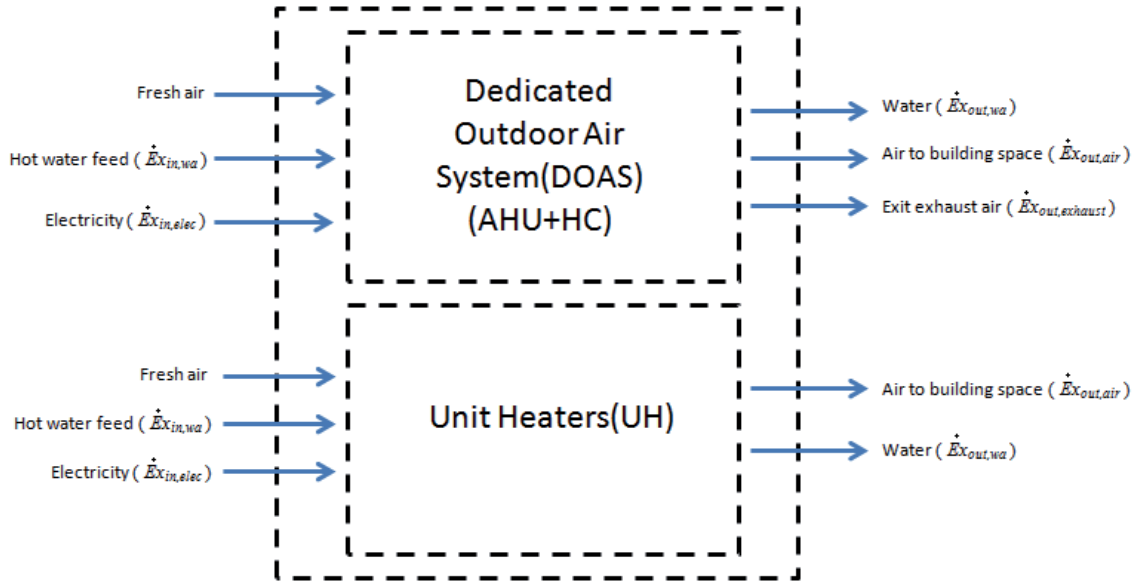 Fresh air
Hot water feed ( Ėx_in,wa)
Electricity ( Ėx_in,elec)
Dedicated
Outdoor Air
System(DOAS)
(AHU+HC)
Water ( Ėx_out,wa)
Air to building space ( Ėx_out,air)
Exit exhaust air ( Ėx_out,exhaust)
Fresh air
Hot water feed ( Ėx_in,wa)
Electricity ( Ėx_in,elec)
Unit Heaters(UH)
Air to building space ( Ėx_out,air)
Water ( Ėx_out,wa)